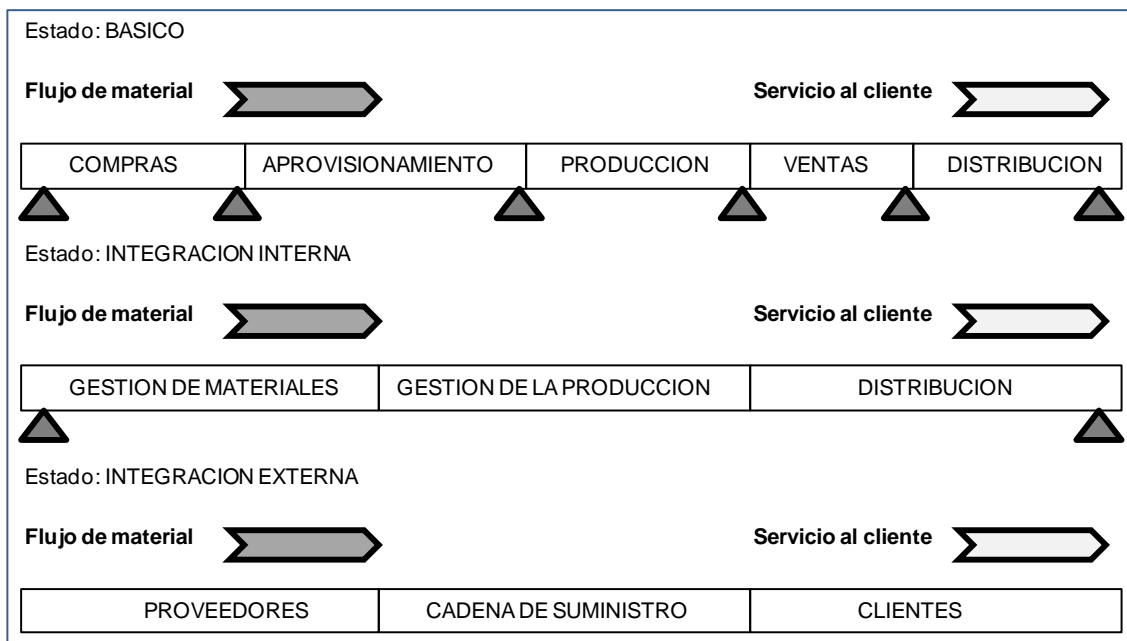 Estado: BASICO
Flujo de material Servicio al cliente
COMPRAS APROVISIONAMIENTO PRODUCCION VENTAS DISTRIBUCION
Estado: INTEGRACION INTERNA
Flujo de material Servicio al cliente
GESTION DE MATERIALES GESTION DE LA PRODUCCION DISTRIBUCION
Estado: INTEGRACION EXTERNA
Flujo de material Servicio al cliente
PROVEEDORES CADENA DE SUMINISTRO CLIENTES